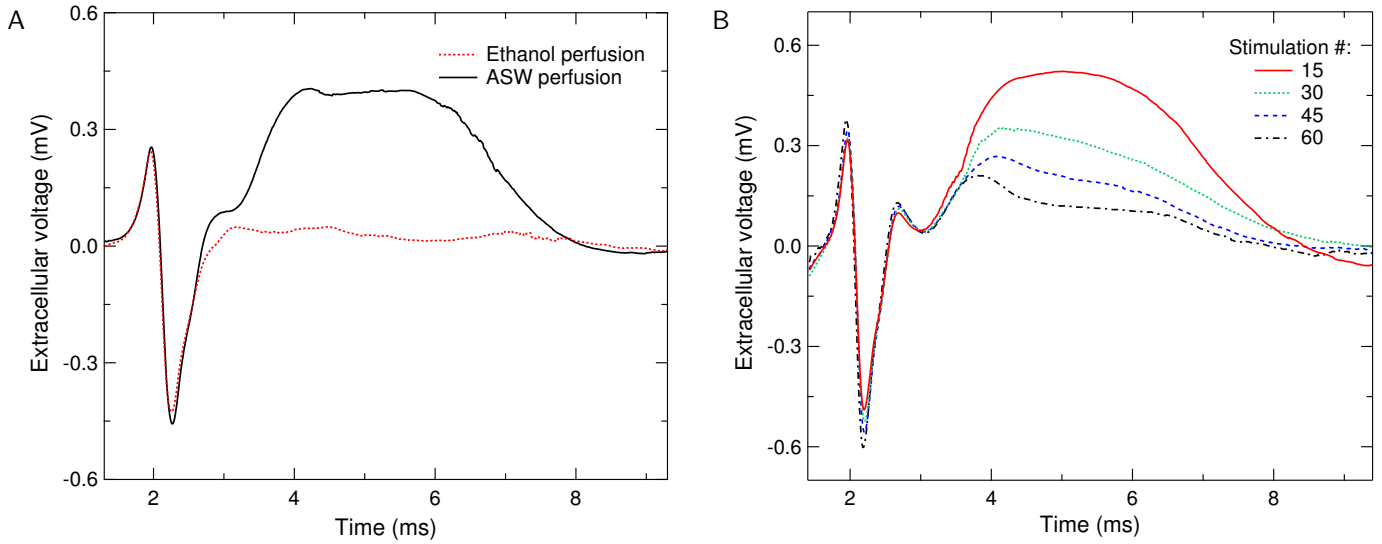 A
Extracellular voltage (mV)
0.6
0.3
0.0
-0.3
-0.6
Ethanol perfusion
ASW perfusion
2
4
6
8
Time (ms)
B
Extracellular voltage (mV)
0.6
0.3
0.0
-0.3
-0.6
Stimulation #:
15
30
45
60
2
4
6
8
Time (ms)